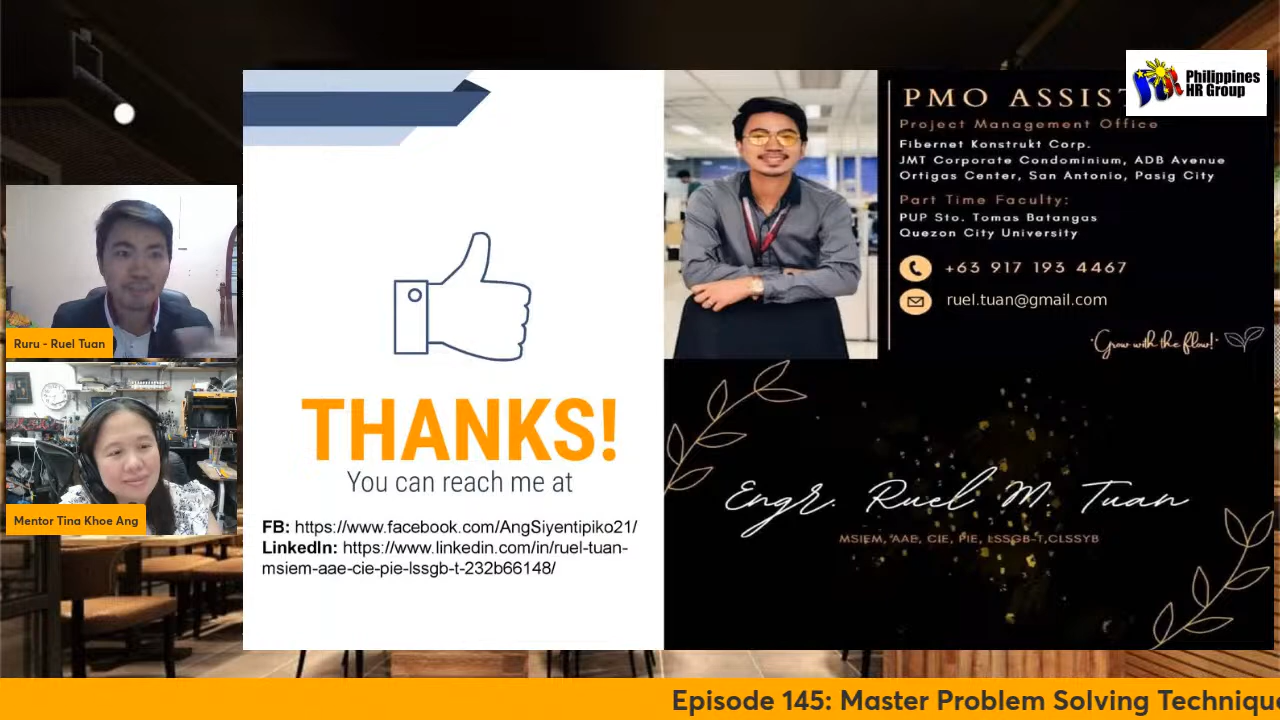 Philippines
HR Group
PMO ASSIST
Project Management Office
Fibernet Konstrukt Corp.
JMT Corporate Condominium, ADB Avenue
Ortigas Center, San Antonio, Pasig City
Part Time Faculty:
PUP Sto. Tomas Batangas
Quezon City University
+63 917 193 4467
ruel.tuan@gmail.com
"Grow with the flow!"
Ruru - Ruel Tuan
Mentor Tina Khoe Ang
THANKS!
You can reach me at
FB: https://www.facebook.com/AngSiyentipiko21/
LinkedIn: https://www.linkedin.com/in/ruel-tuan-
msiem-aae-cie-pie-lssgb-t-232b66148/
Engr. Ruel M. Tuan
MSIEM, AAE, CIE, PIE, LSSGB-T,CLSSYB
Episode 145: Master Problem Solving Technique